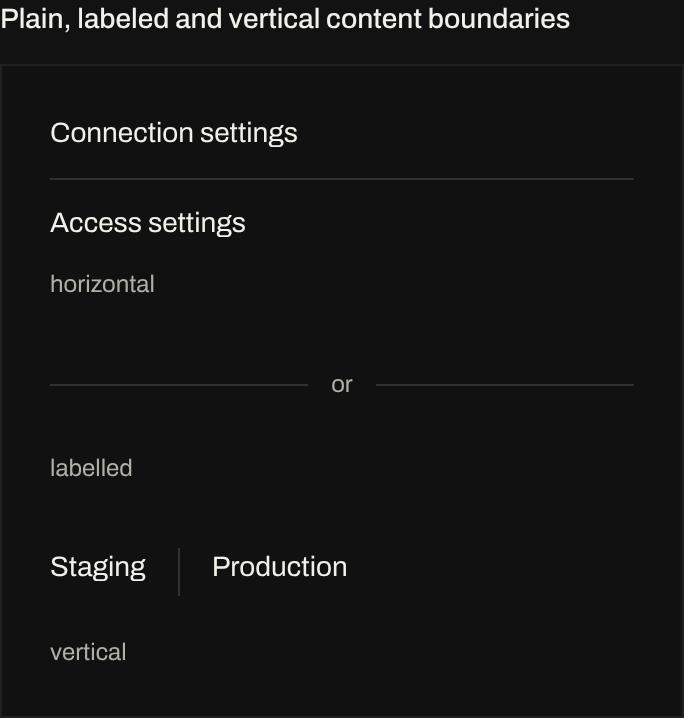 Plain, labeled and vertical content boundaries
Connection settings
Access settings
horizontal
or
labelled
Staging Production
vertical